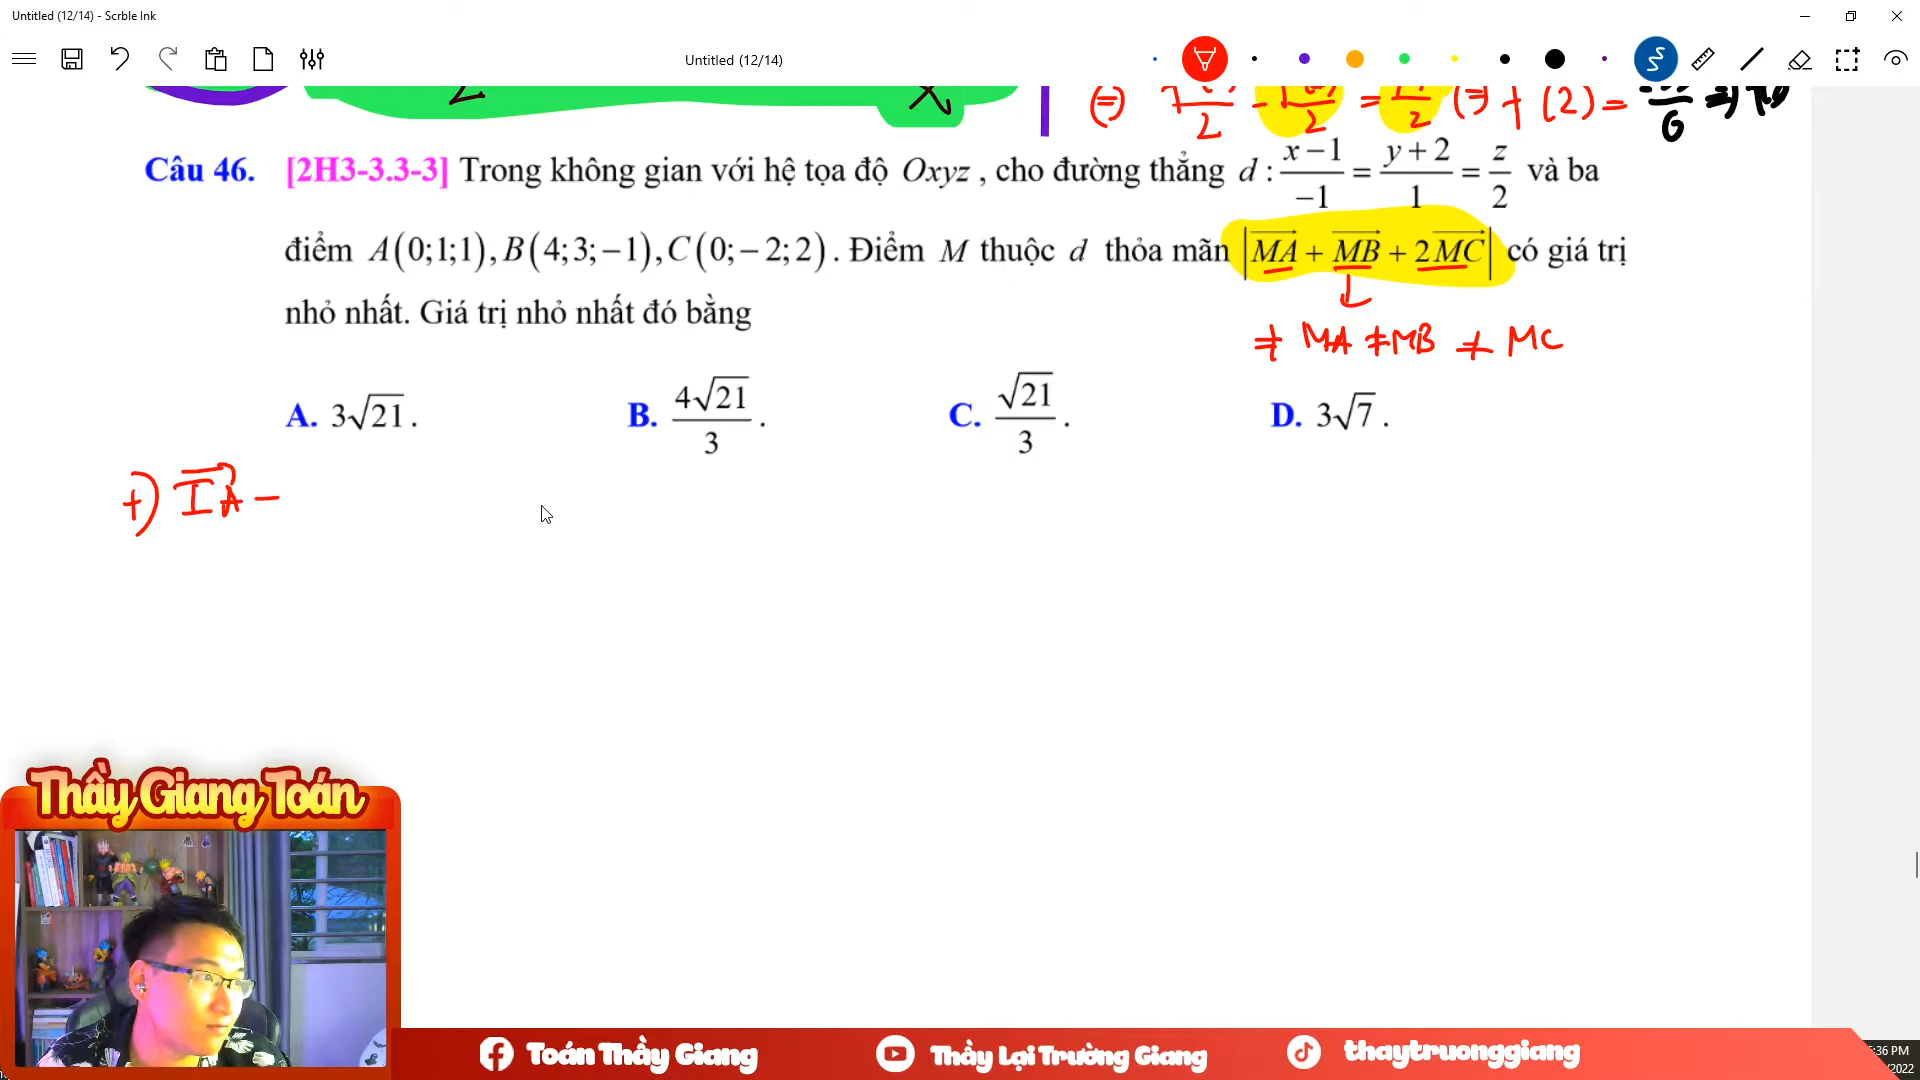 Untitled (12/14) - Scrble Ink
Untitled (12/14)
Câu 46. [2H3-3.3-3] Trong không gian với hệ tọa độ Oxyz, cho đường thẳng d: (x−1)/(−1) = (y+2)/1 = z/2 và ba
điểm A(0;1;1), B(4;3;−1), C(0;−2;2). Điểm M thuộc d thỏa mãn |MA + MB + 2MC| có giá trị
nhỏ nhất. Giá trị nhỏ nhất đó bằng
≠ MA ≠ MB ≠ MC
A. 3√21. B. 4√21/3. C. √21/3. D. 3√7.
+) IA −
Thầy Giang Toán
Toán Thầy Giang Thầy Lại Trường Giang thaytruonggiang
:36 PM
/2022